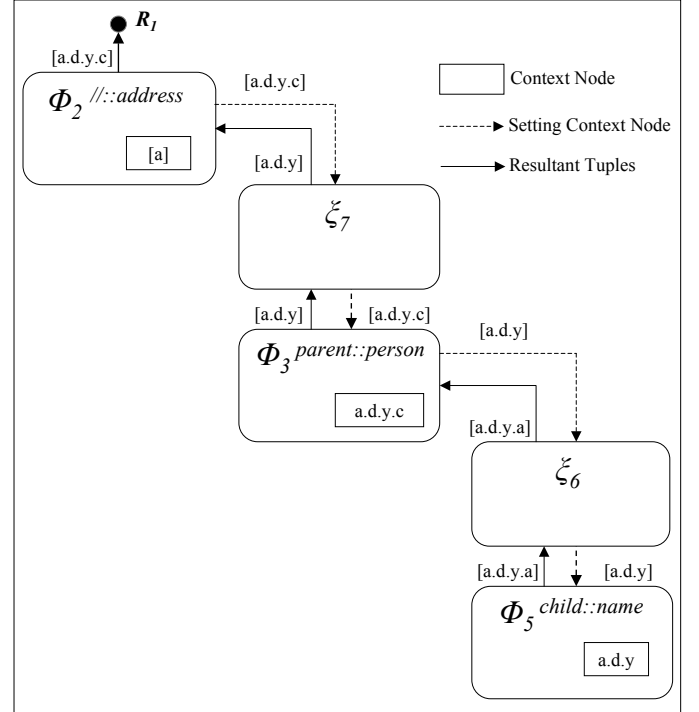 R1
[a.d.y.c]
Φ2 //::address
[a]
[a.d.y.c]
[a.d.y]
Context Node
Setting Context Node
Resultant Tuples
ξ7
[a.d.y]
[a.d.y.c]
Φ3 parent::person
a.d.y.c
[a.d.y]
[a.d.y.a]
ξ6
[a.d.y.a]
[a.d.y]
Φ5 child::name
a.d.y